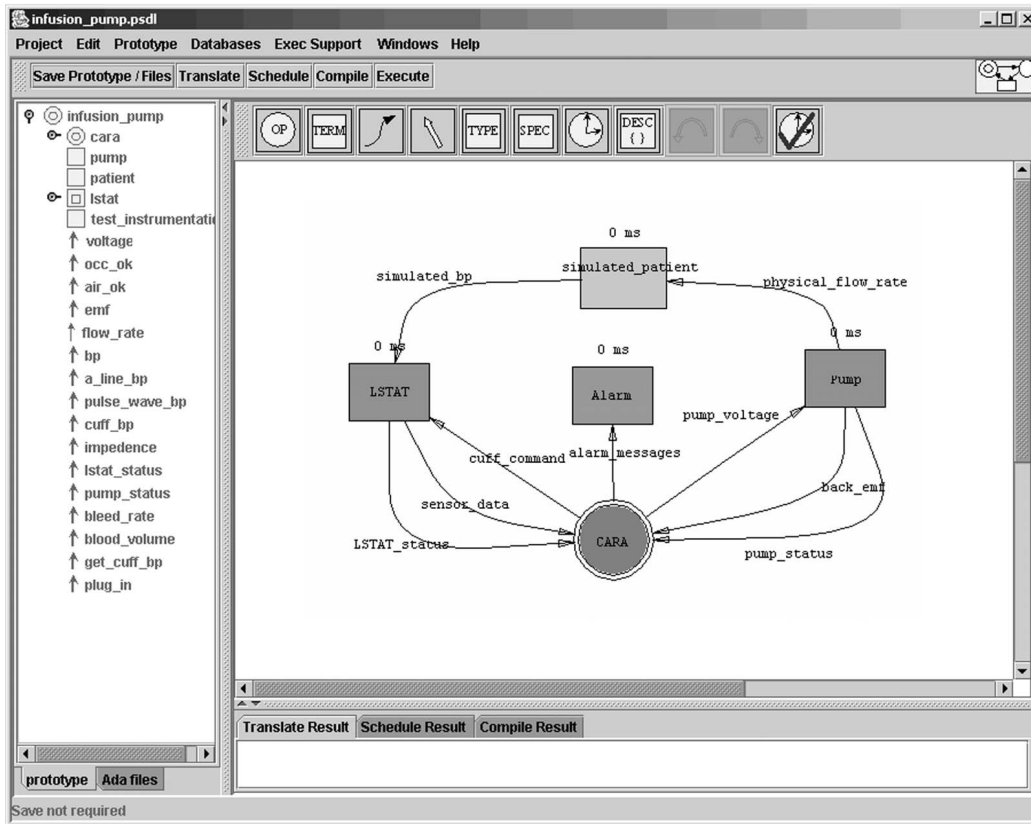 infusion_pump.psdl
Project Edit Prototype Databases Exec Support Windows Help
Save Prototype / Files Translate Schedule Compile Execute
infusion_pump
cara
pump
patient
lstat
test_instrumentatio
voltage
occ_ok
air_ok
emf
flow_rate
bp
a_line_bp
pulse_wave_bp
cuff_bp
impedence
lstat_status
pump_status
bleed_rate
blood_volume
get_cuff_bp
plug_in
prototype Ada files
OP TERM TYPE SPEC DESC
{ }
0 ms
simulated_patient
simulated_bp
physical_flow_rate
0 ms
0 ms
0 ms
LSTAT
Alarm
Pump
pump_voltage
cuff_command
alarm_messages
back_emf
sensor_data
CARA
LSTAT_status
pump_status
Translate Result Schedule Result Compile Result
Save not required